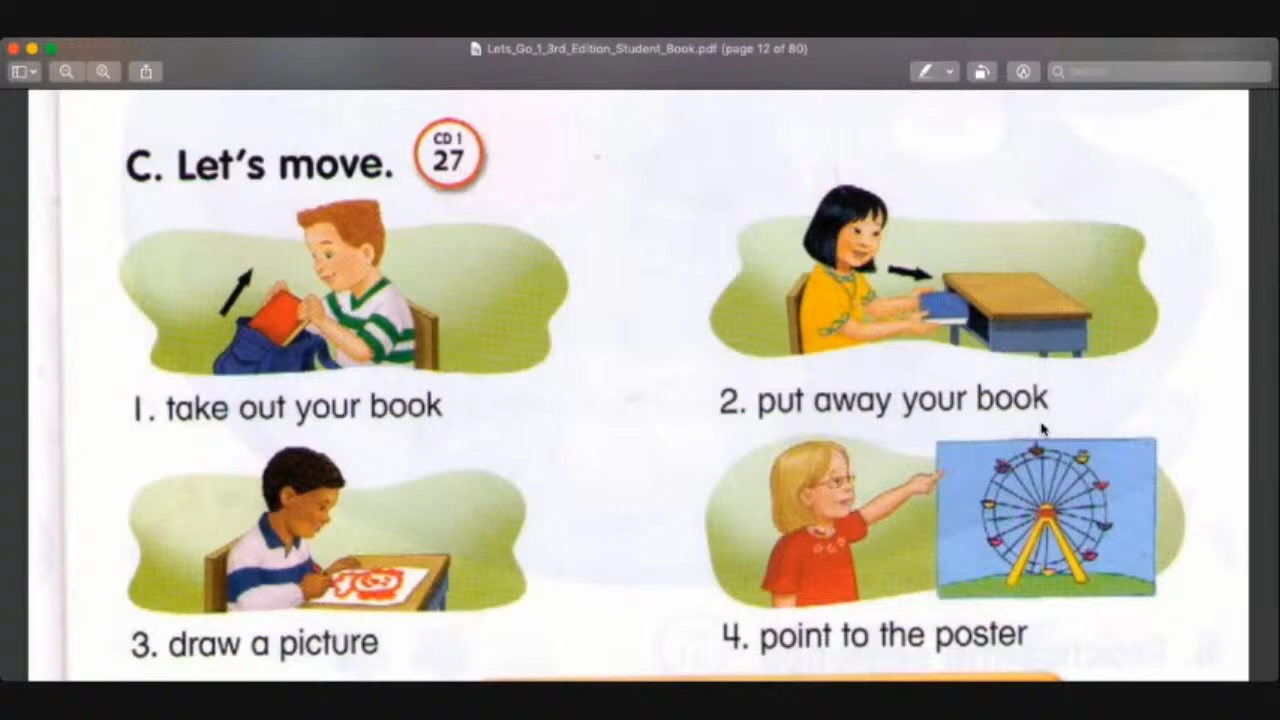 Lets_Go_1_3rd_Edition_Student_Book.pdf (page 12 of 80)
C. Let's move.
CD 1
27
1. take out your book
2. put away your book
3. draw a picture
4. point to the poster